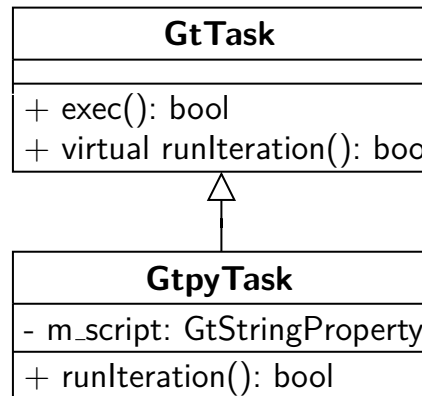 GtTask
+ exec(): bool
+ virtual runIteration(): boo
GtpyTask
- m_script: GtStringProperty
+ runIteration(): bool